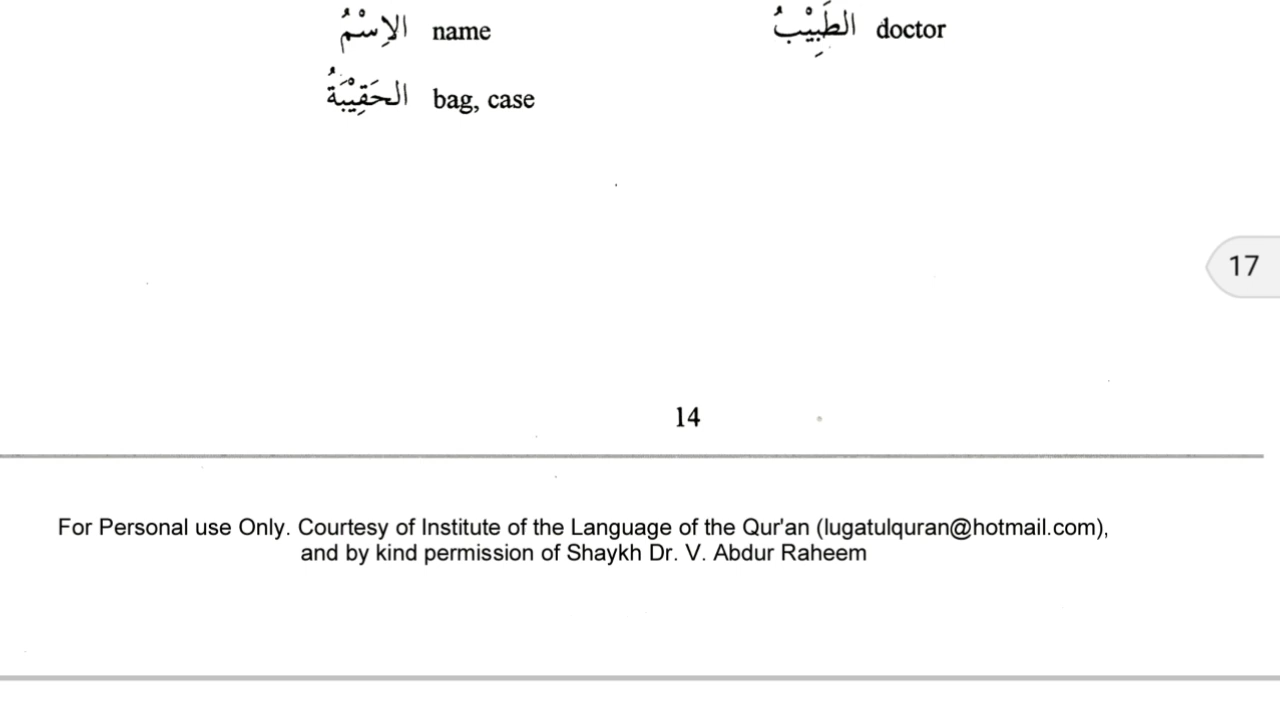 الاِسْمُ name الطَبِيْبُ doctor
الحَقِيْبَةُ bag, case
17
14
For Personal use Only. Courtesy of Institute of the Language of the Qur'an (lugatulquran@hotmail.com),
and by kind permission of Shaykh Dr. V. Abdur Raheem